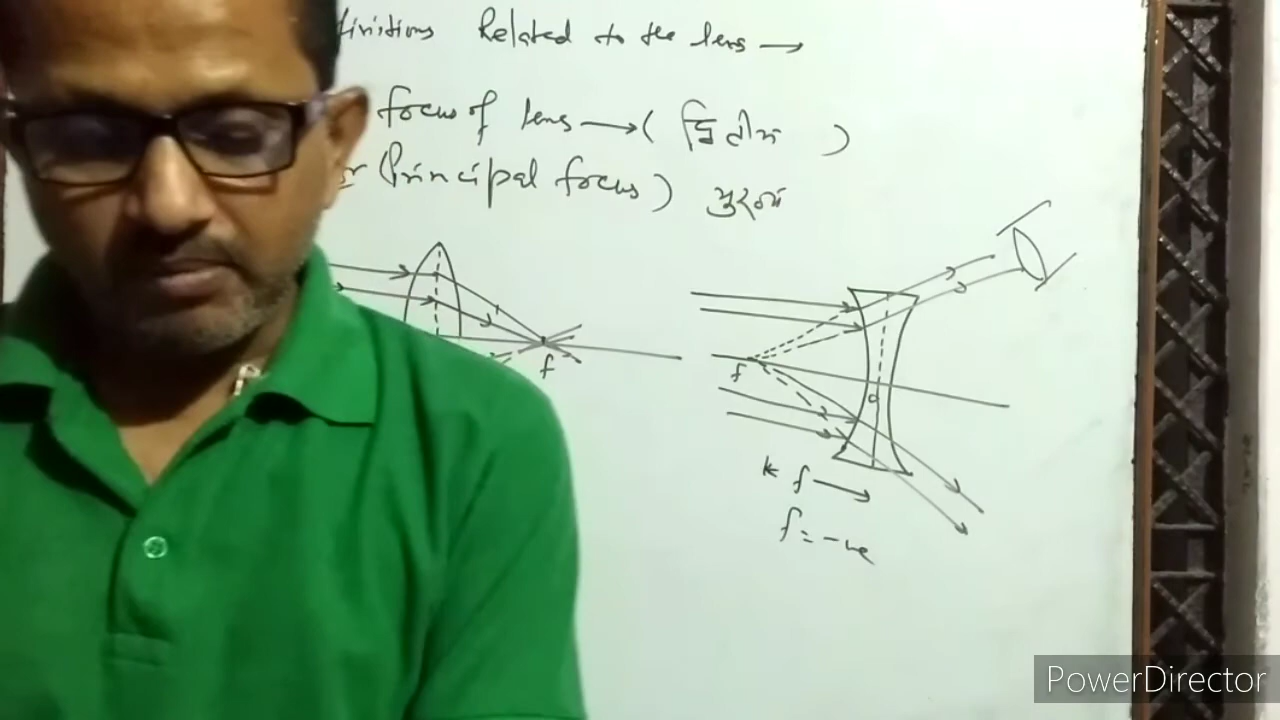 Related to the lens →
focus of lens → ( द्वितीय )
(Principal focus) मुख्य
f
f
o
f →
f = -ve
PowerDirector